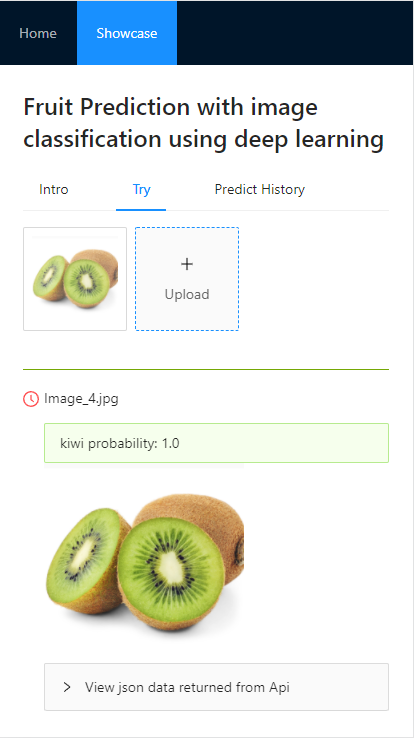 Home Showcase
Fruit Prediction with image
classification using deep learning
Intro Try Predict History
+
Upload
Image_4.jpg
kiwi probability: 1.0
View json data returned from Api